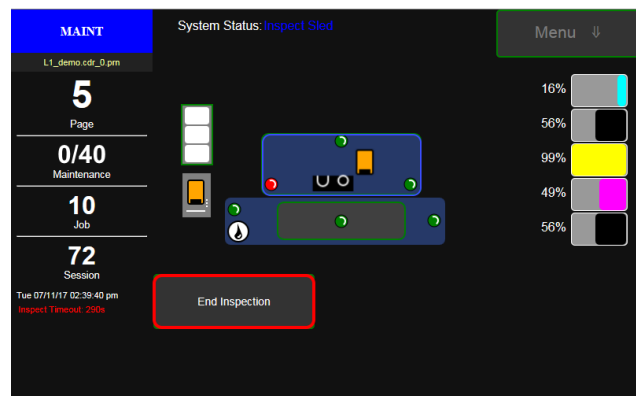 MAINT
System Status: Inspect Sled
Menu ⇓
L1_demo.cdr_0.pm
5
Page
0/40
Maintenance
10
Job
72
Session
Tue 07/11/17 02:39:40 pm
Inspect Timeout: 290s
16%
56%
99%
49%
56%
End Inspection